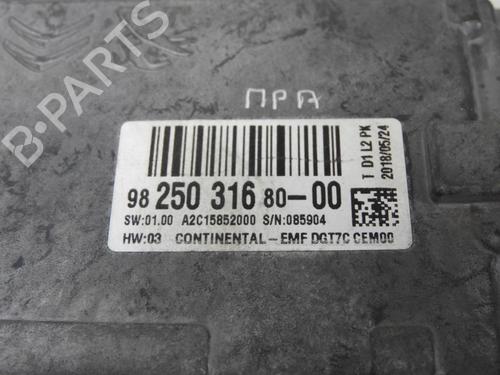 B-PARTS
ПРА
98 250 316 80-00
SW:01.00 A2C15852000 S/N:085904
HW:03 CONTINENTAL-EMF DGT7C CEM00
T D1 L2 PK
2018/05/24